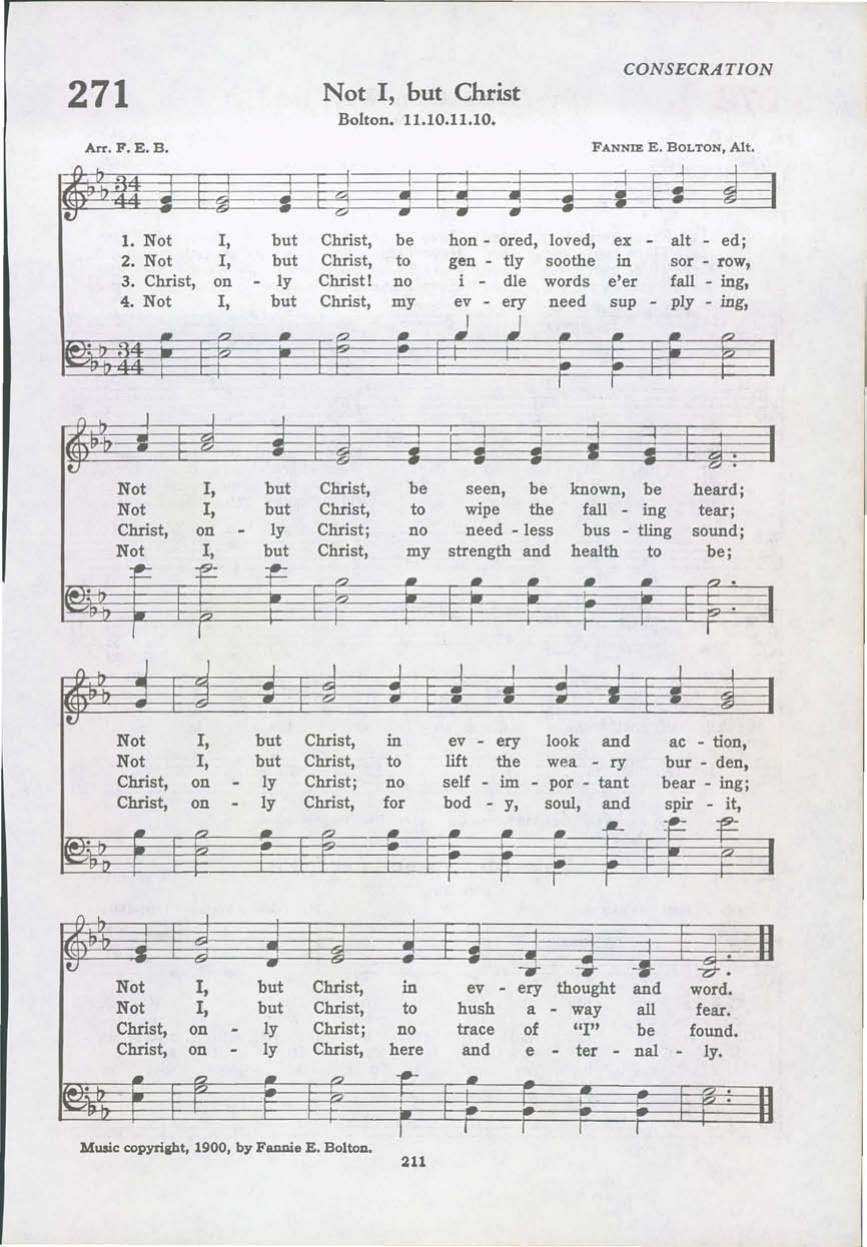 CONSECRATION
271
Not I, but Christ
Bolton. 11.10.11.10.
Arr. F. E. B.
FANNIE E. BOLTON, Alt.
34
44
1. Not I, but Christ, be hon - ored, loved, ex - alt - ed;
2. Not I, but Christ, to gen - tly soothe in sor - row,
3. Christ, on - ly Christ! no i - dle words e'er fall - ing,
4. Not I, but Christ, my ev - ery need sup - ply - ing,
34
44
Not I, but Christ, be seen, be known, be heard;
Not I, but Christ, to wipe the fall - ing tear;
Christ, on - ly Christ; no need - less bus - tling sound;
Not I, but Christ, my strength and health to be;
Not I, but Christ, in ev - ery look and ac - tion,
Not I, but Christ, to lift the wea - ry bur - den,
Christ, on - ly Christ; no self - im - por - tant bear - ing;
Christ, on - ly Christ, for bod - y, soul, and spir - it,
Not I, but Christ, in ev - ery thought and word.
Not I, but Christ, to hush a - way all fear.
Christ, on - ly Christ; no trace of "I" be found.
Christ, on - ly Christ, here and e - ter - nal - ly.
Music copyright, 1900, by Fannie E. Bolton.
211